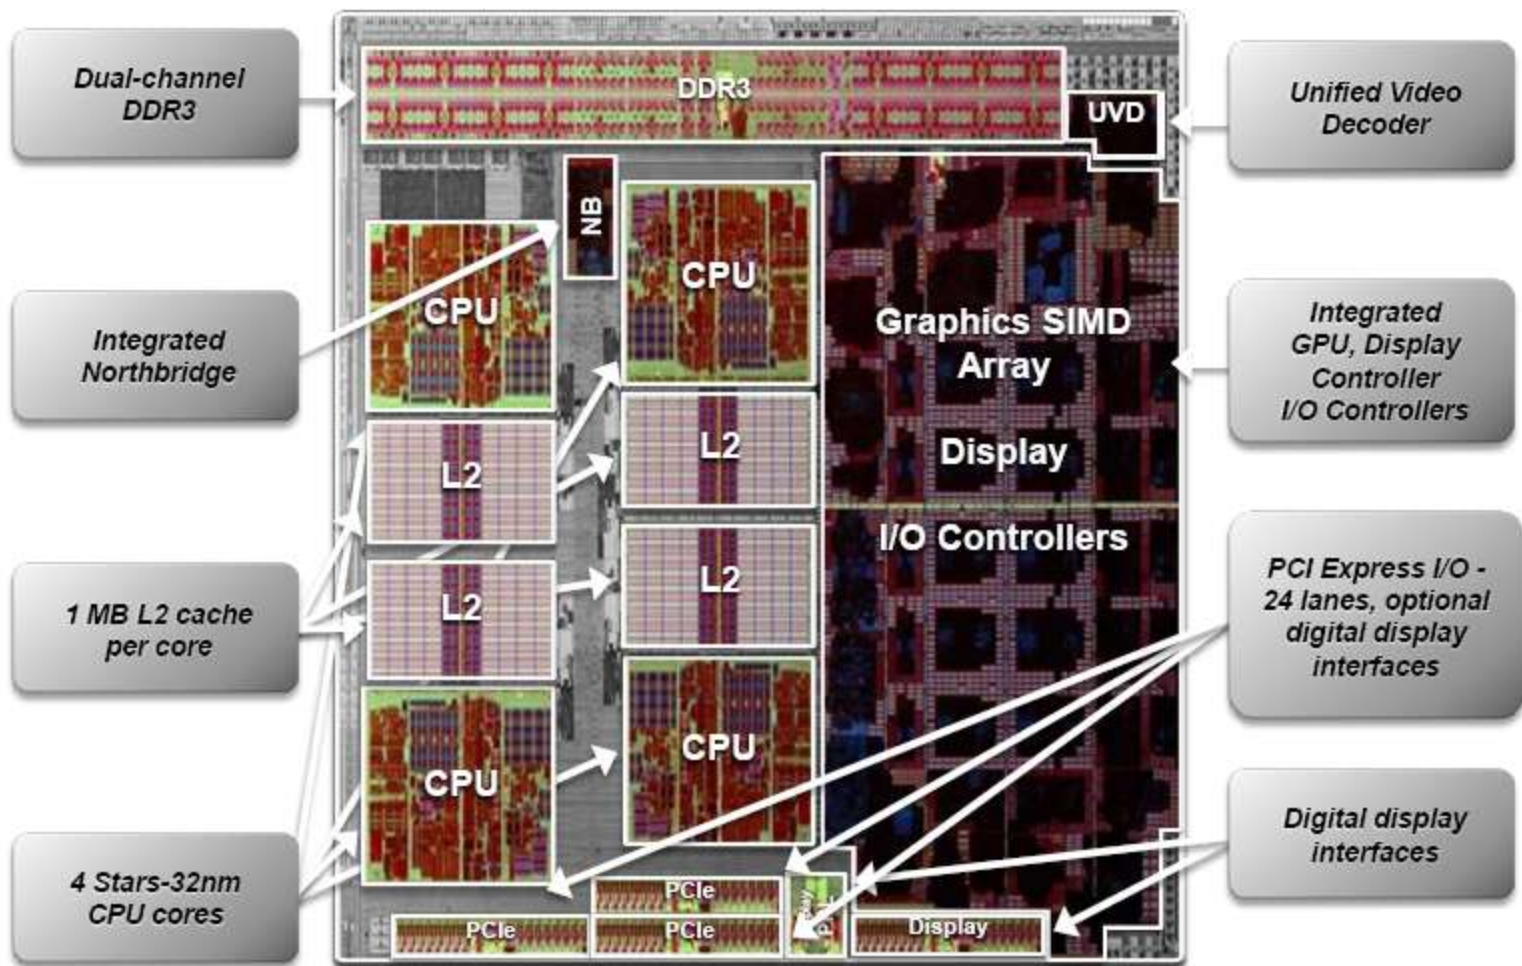 Dual-channel
DDR3
Integrated
Northbridge
1 MB L2 cache
per core
4 Stars-32nm
CPU cores
DDR3
UVD
NB
CPU
CPU
L2
L2
L2
L2
CPU
CPU
Graphics SIMD
Array
Display
I/O Controllers
PCIe
PCIe
PCIe
Display
Unified Video
Decoder
Integrated
GPU, Display
Controller
I/O Controllers
PCI Express I/O -
24 lanes, optional
digital display
interfaces
Digital display
interfaces